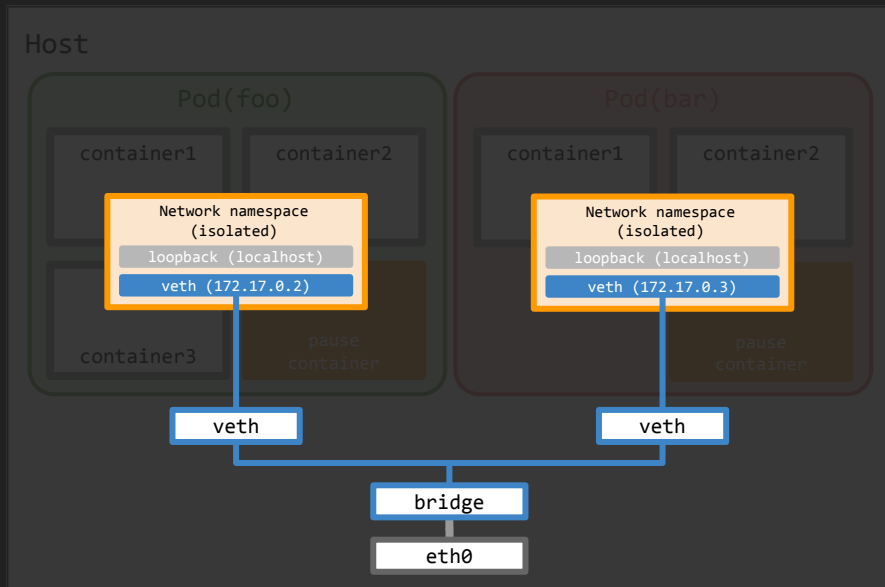 Host
Pod(foo)
Pod(bar)
container1
container2
container1
container2
Network namespace
(isolated)
loopback (localhost)
veth (172.17.0.2)
Network namespace
(isolated)
loopback (localhost)
veth (172.17.0.3)
container3
pause
container
pause
container
veth
veth
bridge
eth0